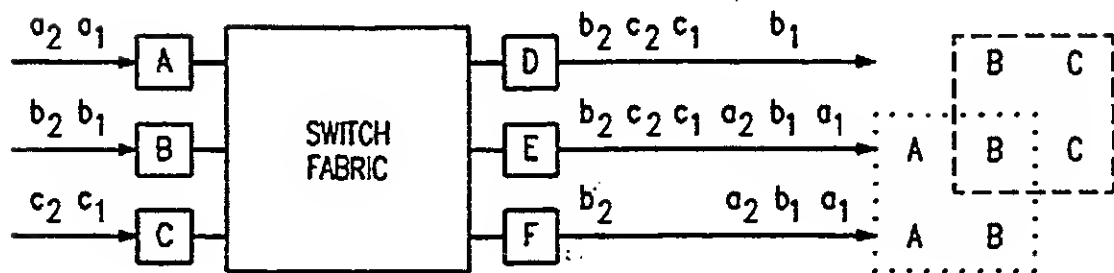 a₂ a₁ A D b₂ c₂ c₁ b₁ B C
b₂ b₁ B SWITCH FABRIC E b₂ c₂ c₁ a₂ b₁ a₁ A B C
c₂ c₁ C F b₂ a₂ b₁ a₁ A B